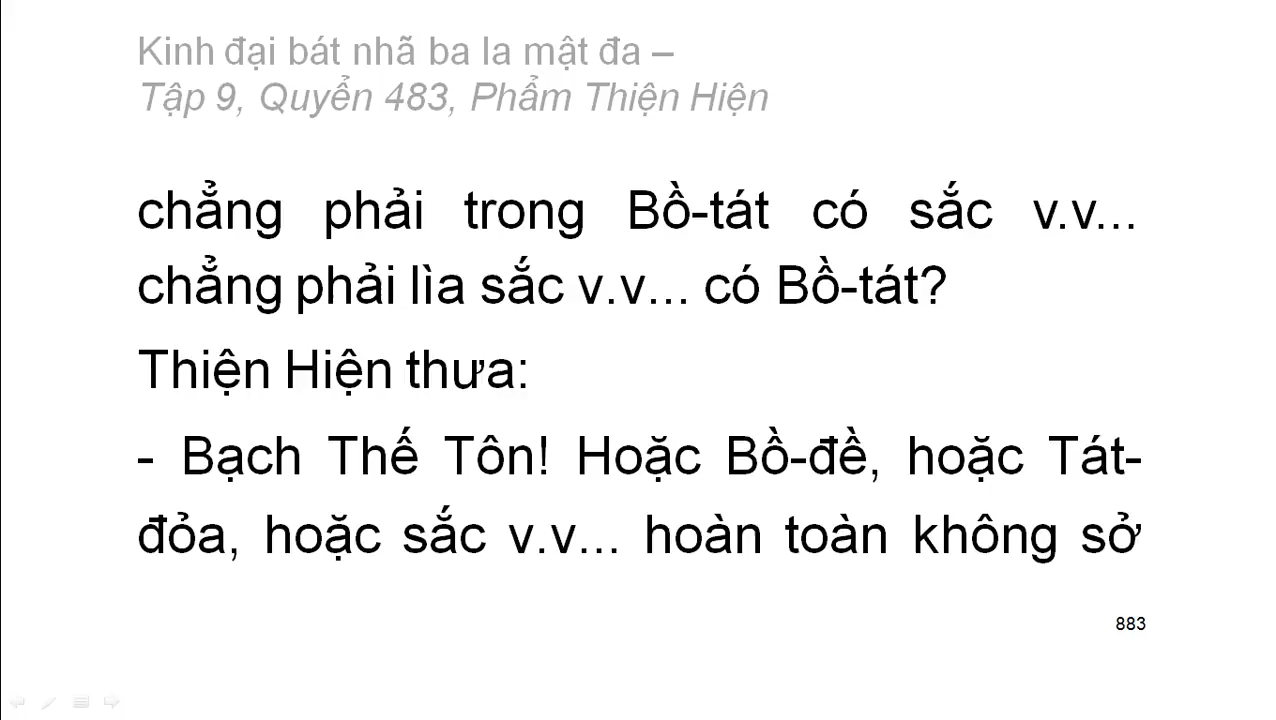 Kinh đại bát nhã ba la mật đa –
Tập 9, Quyển 483, Phẩm Thiện Hiện
chẳng phải trong Bồ-tát có sắc v.v...
chẳng phải lìa sắc v.v... có Bồ-tát?
Thiện Hiện thưa:
- Bạch Thế Tôn! Hoặc Bồ-đề, hoặc Tát-
đỏa, hoặc sắc v.v... hoàn toàn không sở
883